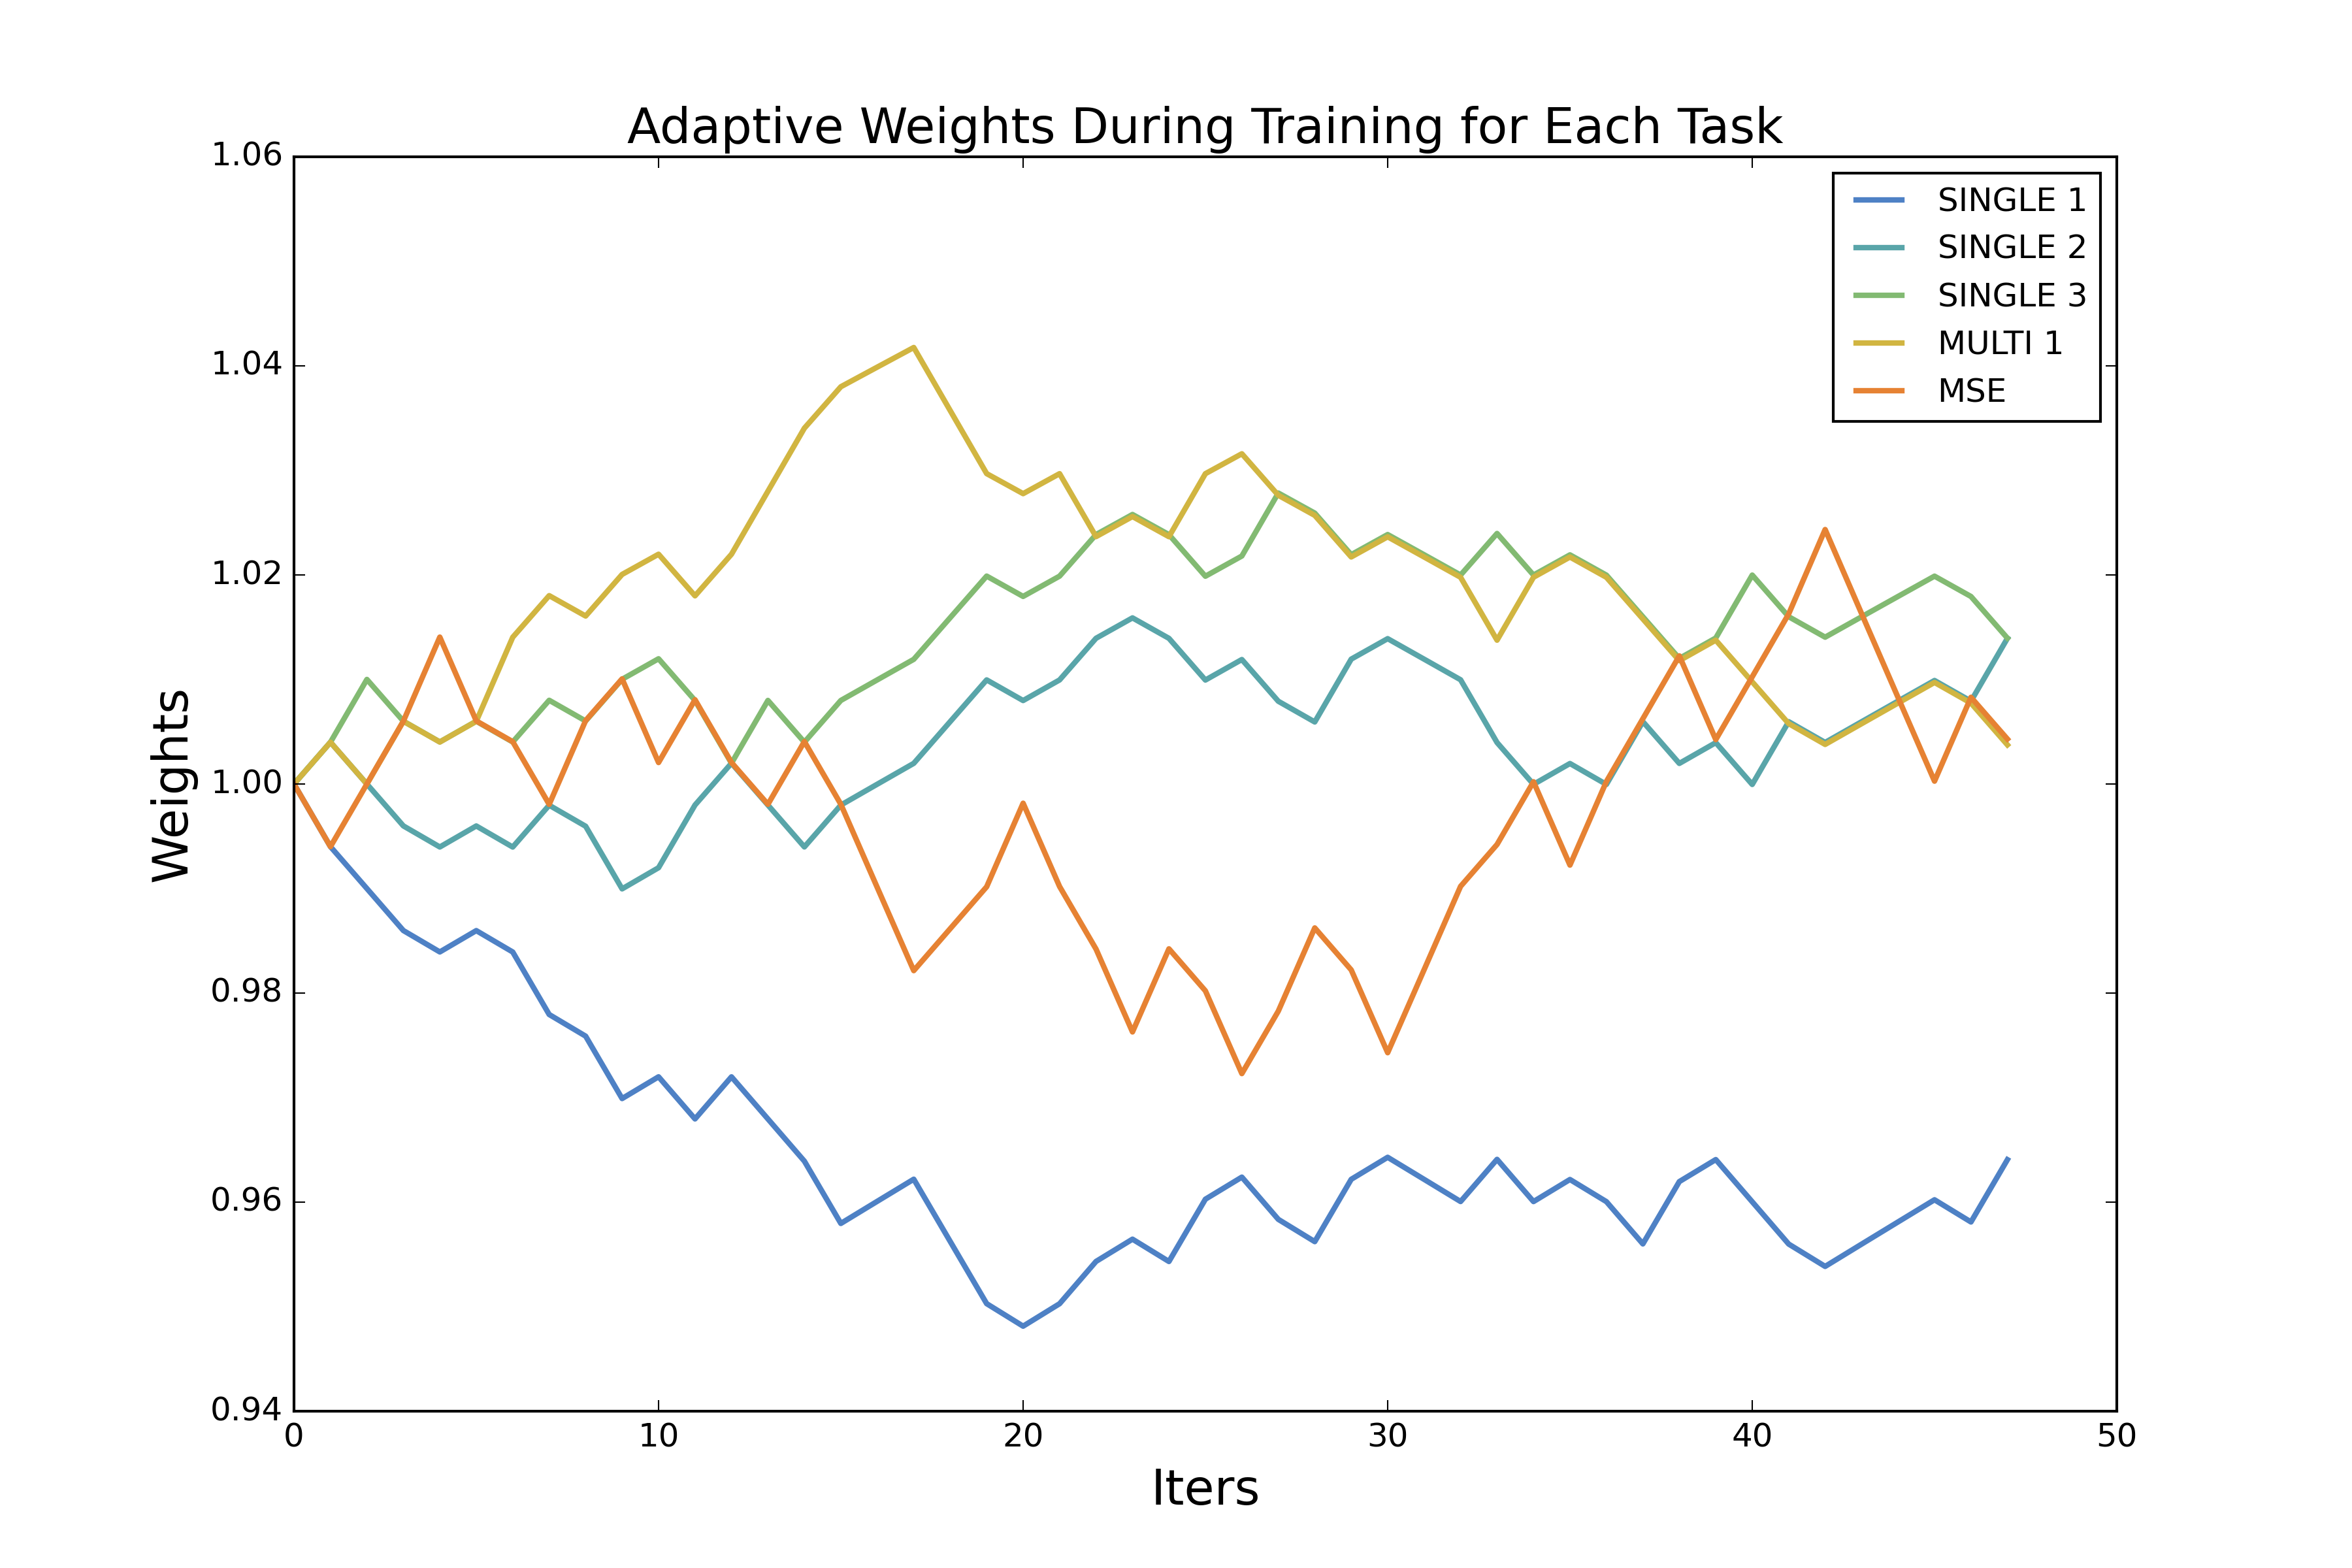 Adaptive Weights During Training for Each Task
1.06
1.04
1.02
1.00
0.98
0.96
0.94
Weights
SINGLE 1
SINGLE 2
SINGLE 3
MULTI 1
MSE
0 10 20 30 40 50
Iters